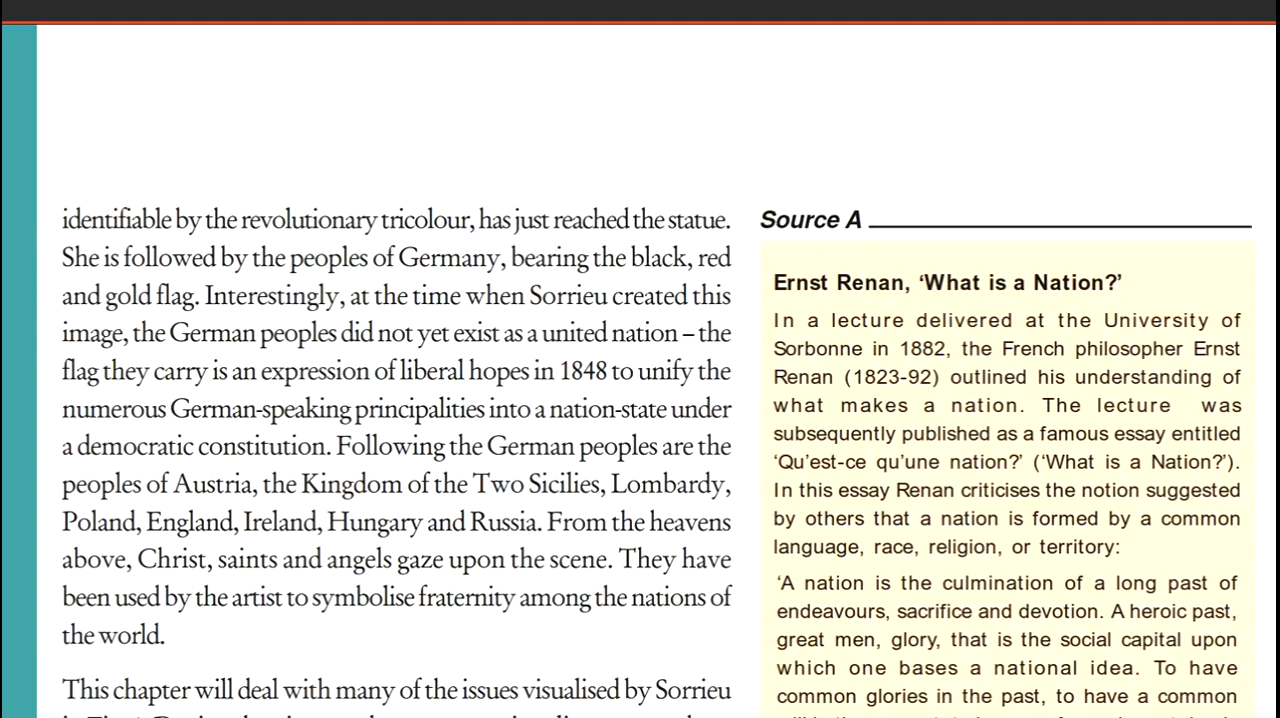 identifiable by the revolutionary tricolour, has just reached the statue.
She is followed by the peoples of Germany, bearing the black, red
and gold flag. Interestingly, at the time when Sorrieu created this
image, the German peoples did not yet exist as a united nation – the
flag they carry is an expression of liberal hopes in 1848 to unify the
numerous German-speaking principalities into a nation-state under
a democratic constitution. Following the German peoples are the
peoples of Austria, the Kingdom of the Two Sicilies, Lombardy,
Poland, England, Ireland, Hungary and Russia. From the heavens
above, Christ, saints and angels gaze upon the scene. They have
been used by the artist to symbolise fraternity among the nations of
the world.
This chapter will deal with many of the issues visualised by Sorrieu
Source A
Ernst Renan, ‘What is a Nation?’
In a lecture delivered at the University of
Sorbonne in 1882, the French philosopher Ernst
Renan (1823-92) outlined his understanding of
what makes a nation. The lecture was
subsequently published as a famous essay entitled
‘Qu’est-ce qu’une nation?’ (‘What is a Nation?’).
In this essay Renan criticises the notion suggested
by others that a nation is formed by a common
language, race, religion, or territory:
‘A nation is the culmination of a long past of
endeavours, sacrifice and devotion. A heroic past,
great men, glory, that is the social capital upon
which one bases a national idea. To have
common glories in the past, to have a common